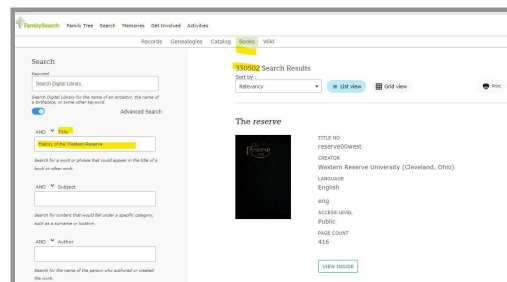 FamilySearch Family Tree Search Memories Get Involved Activities
Records Genealogies Catalog Books Wiki
Search
Keyword
Search Digital Library...
Search Digital Library for the name of an ancestor, the name of
a birthplace, or some other keyword.
Advanced Search
AND Title
History of the Western Reserve
Search for a word or phrase that could appear in the title of a
book or other work.
AND Subject
Search for content that would fall under a specific category,
such as a surname or location.
AND Author
Search for the name of the person who authored or created
the work.
330502 Search Results
Sort by :
Relevancy
List view
Grid view
Print
The reserve
Reserve
TITLE NO
reserve00west
CREATOR
Western Reserve University (Cleveland, Ohio)
LANGUAGE
English
eng
ACCESS LEVEL
Public
PAGE COUNT
416
VIEW INSIDE